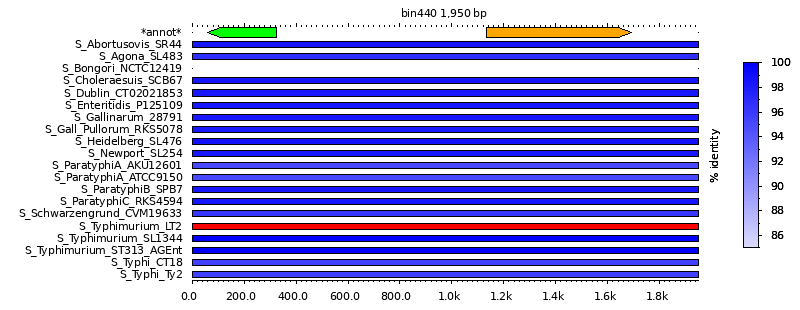 bin440 1,950 bp
*annot*
S_Abortusovis_SR44
S_Agona_SL483
S_Bongori_NCTC12419
S_Choleraesuis_SCB67
S_Dublin_CT02021853
S_Enteritidis_P125109
S_Gallinarum_28791
S_Gall_Pullorum_RKS5078
S_Heidelberg_SL476
S_Newport_SL254
S_ParatyphiA_AKU12601
S_ParatyphiA_ATCC9150
S_ParatyphiB_SPB7
S_ParatyphiC_RKS4594
S_Schwarzengrund_CVM19633
S_Typhimurium_LT2
S_Typhimurium_SL1344
S_Typhimurium_ST313_AGEnt
S_Typhi_CT18
S_Typhi_Ty2
0.0 200.0 400.0 600.0 800.0 1.0k 1.2k 1.4k 1.6k 1.8k
100
98
96
94
92
90
88
86
% identity